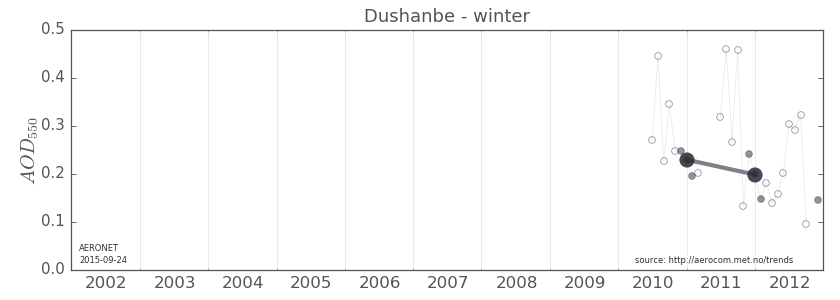 Dushanbe - winter
0.5
0.4
0.3
0.2
0.1
0.0
AOD550
AERONET
2015-09-24
source: http://aerocom.met.no/trends
2002 2003 2004 2005 2006 2007 2008 2009 2010 2011 2012